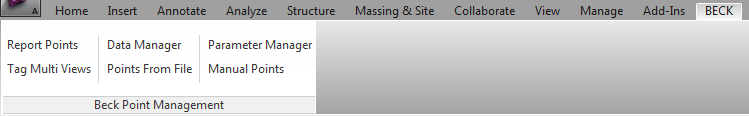 A Home Insert Annotate Analyze Structure Massing & Site Collaborate View Manage Add-Ins BECK
Report Points Data Manager Parameter Manager
Tag Multi Views Points From File Manual Points
Beck Point Management